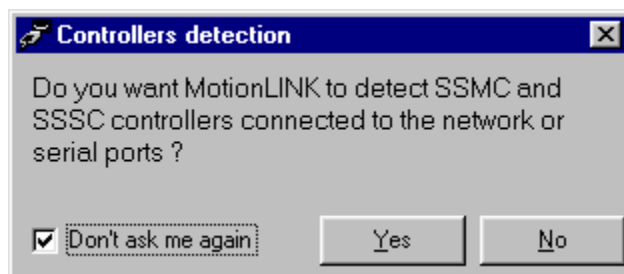 Controllers detection
Do you want MotionLINK to detect SSMC and
SSSC controllers connected to the network or
serial ports ?
Don't ask me again
Yes
No